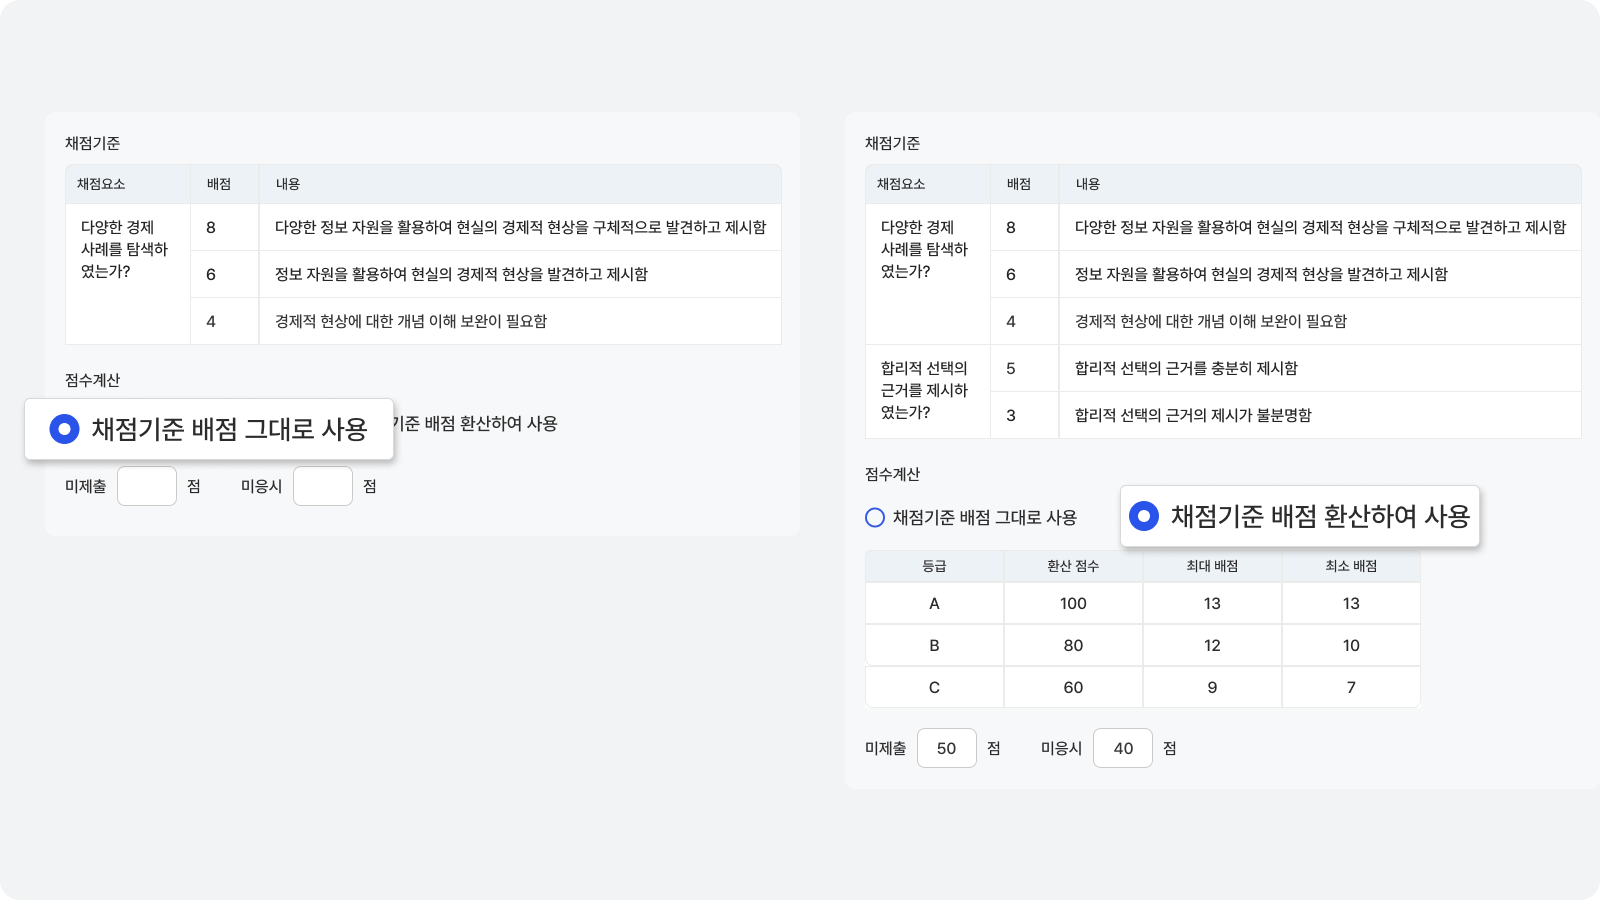 채점기준
채점요소 배점 내용
다양한 경제
사례를 탐색하
였는가?
8 다양한 정보 자원을 활용하여 현실의 경제적 현상을 구체적으로 발견하고 제시함
6 정보 자원을 활용하여 현실의 경제적 현상을 발견하고 제시함
4 경제적 현상에 대한 개념 이해 보완이 필요함
점수계산
채점기준 배점 그대로 사용
기준 배점 환산하여 사용
미제출 점 미응시 점
채점기준
채점요소 배점 내용
다양한 경제
사례를 탐색하
였는가?
8 다양한 정보 자원을 활용하여 현실의 경제적 현상을 구체적으로 발견하고 제시함
6 정보 자원을 활용하여 현실의 경제적 현상을 발견하고 제시함
4 경제적 현상에 대한 개념 이해 보완이 필요함
합리적 선택의
근거를 제시하
였는가?
5 합리적 선택의 근거를 충분히 제시함
3 합리적 선택의 근거의 제시가 불분명함
점수계산
채점기준 배점 그대로 사용
채점기준 배점 환산하여 사용
등급 환산 점수 최대 배점 최소 배점
A 100 13 13
B 80 12 10
C 60 9 7
미제출 50 점 미응시 40 점